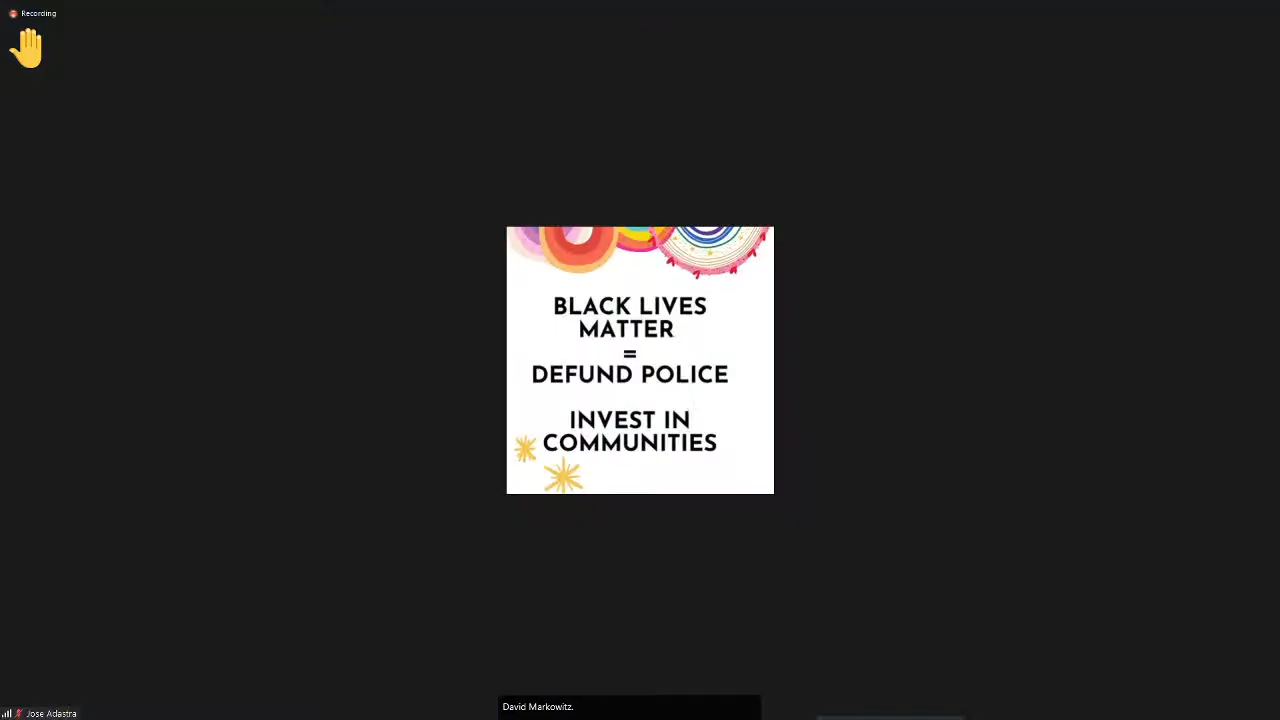 Recording
BLACK LIVES
MATTER
=
DEFUND POLICE
INVEST IN
COMMUNITIES
David Markowitz.
Jose Adastra